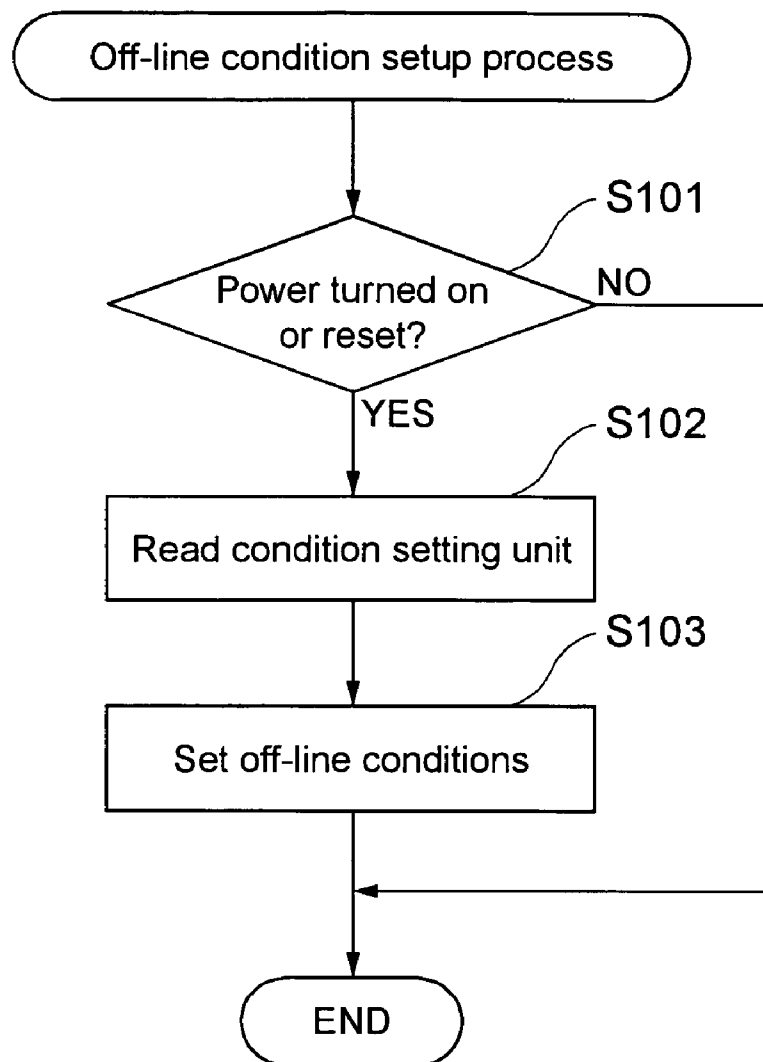 Off-line condition setup process
S101
Power turned on
or reset?
NO
YES
S102
Read condition setting unit
S103
Set off-line conditions
END